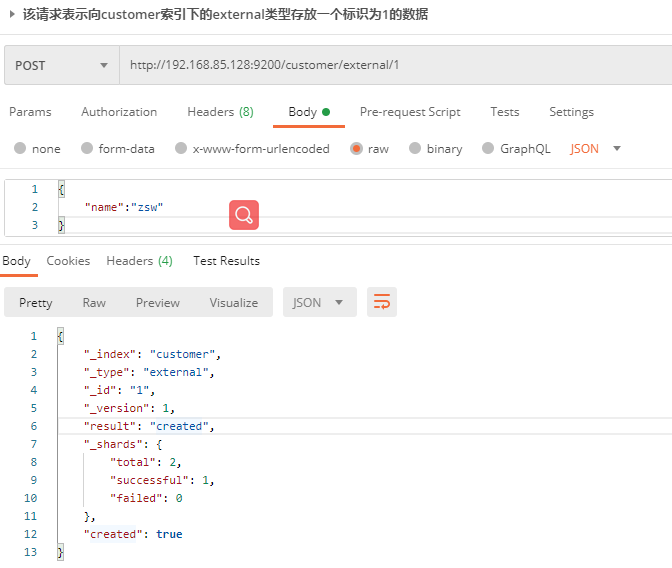 该请求表示向customer索引下的external类型存放一个标识为1的数据
POST http://192.168.85.128:9200/customer/external/1
Params Authorization Headers (8) Body Pre-request Script Tests Settings
none form-data x-www-form-urlencoded raw binary GraphQL JSON
1 {
2 "name":"zsw"
3 }
Body Cookies Headers (4) Test Results
Pretty Raw Preview Visualize JSON
1 {
2 "_index": "customer",
3 "_type": "external",
4 "_id": "1",
5 "_version": 1,
6 "result": "created",
7 "_shards": {
8 "total": 2,
9 "successful": 1,
10 "failed": 0
11 },
12 "created": true
13 }